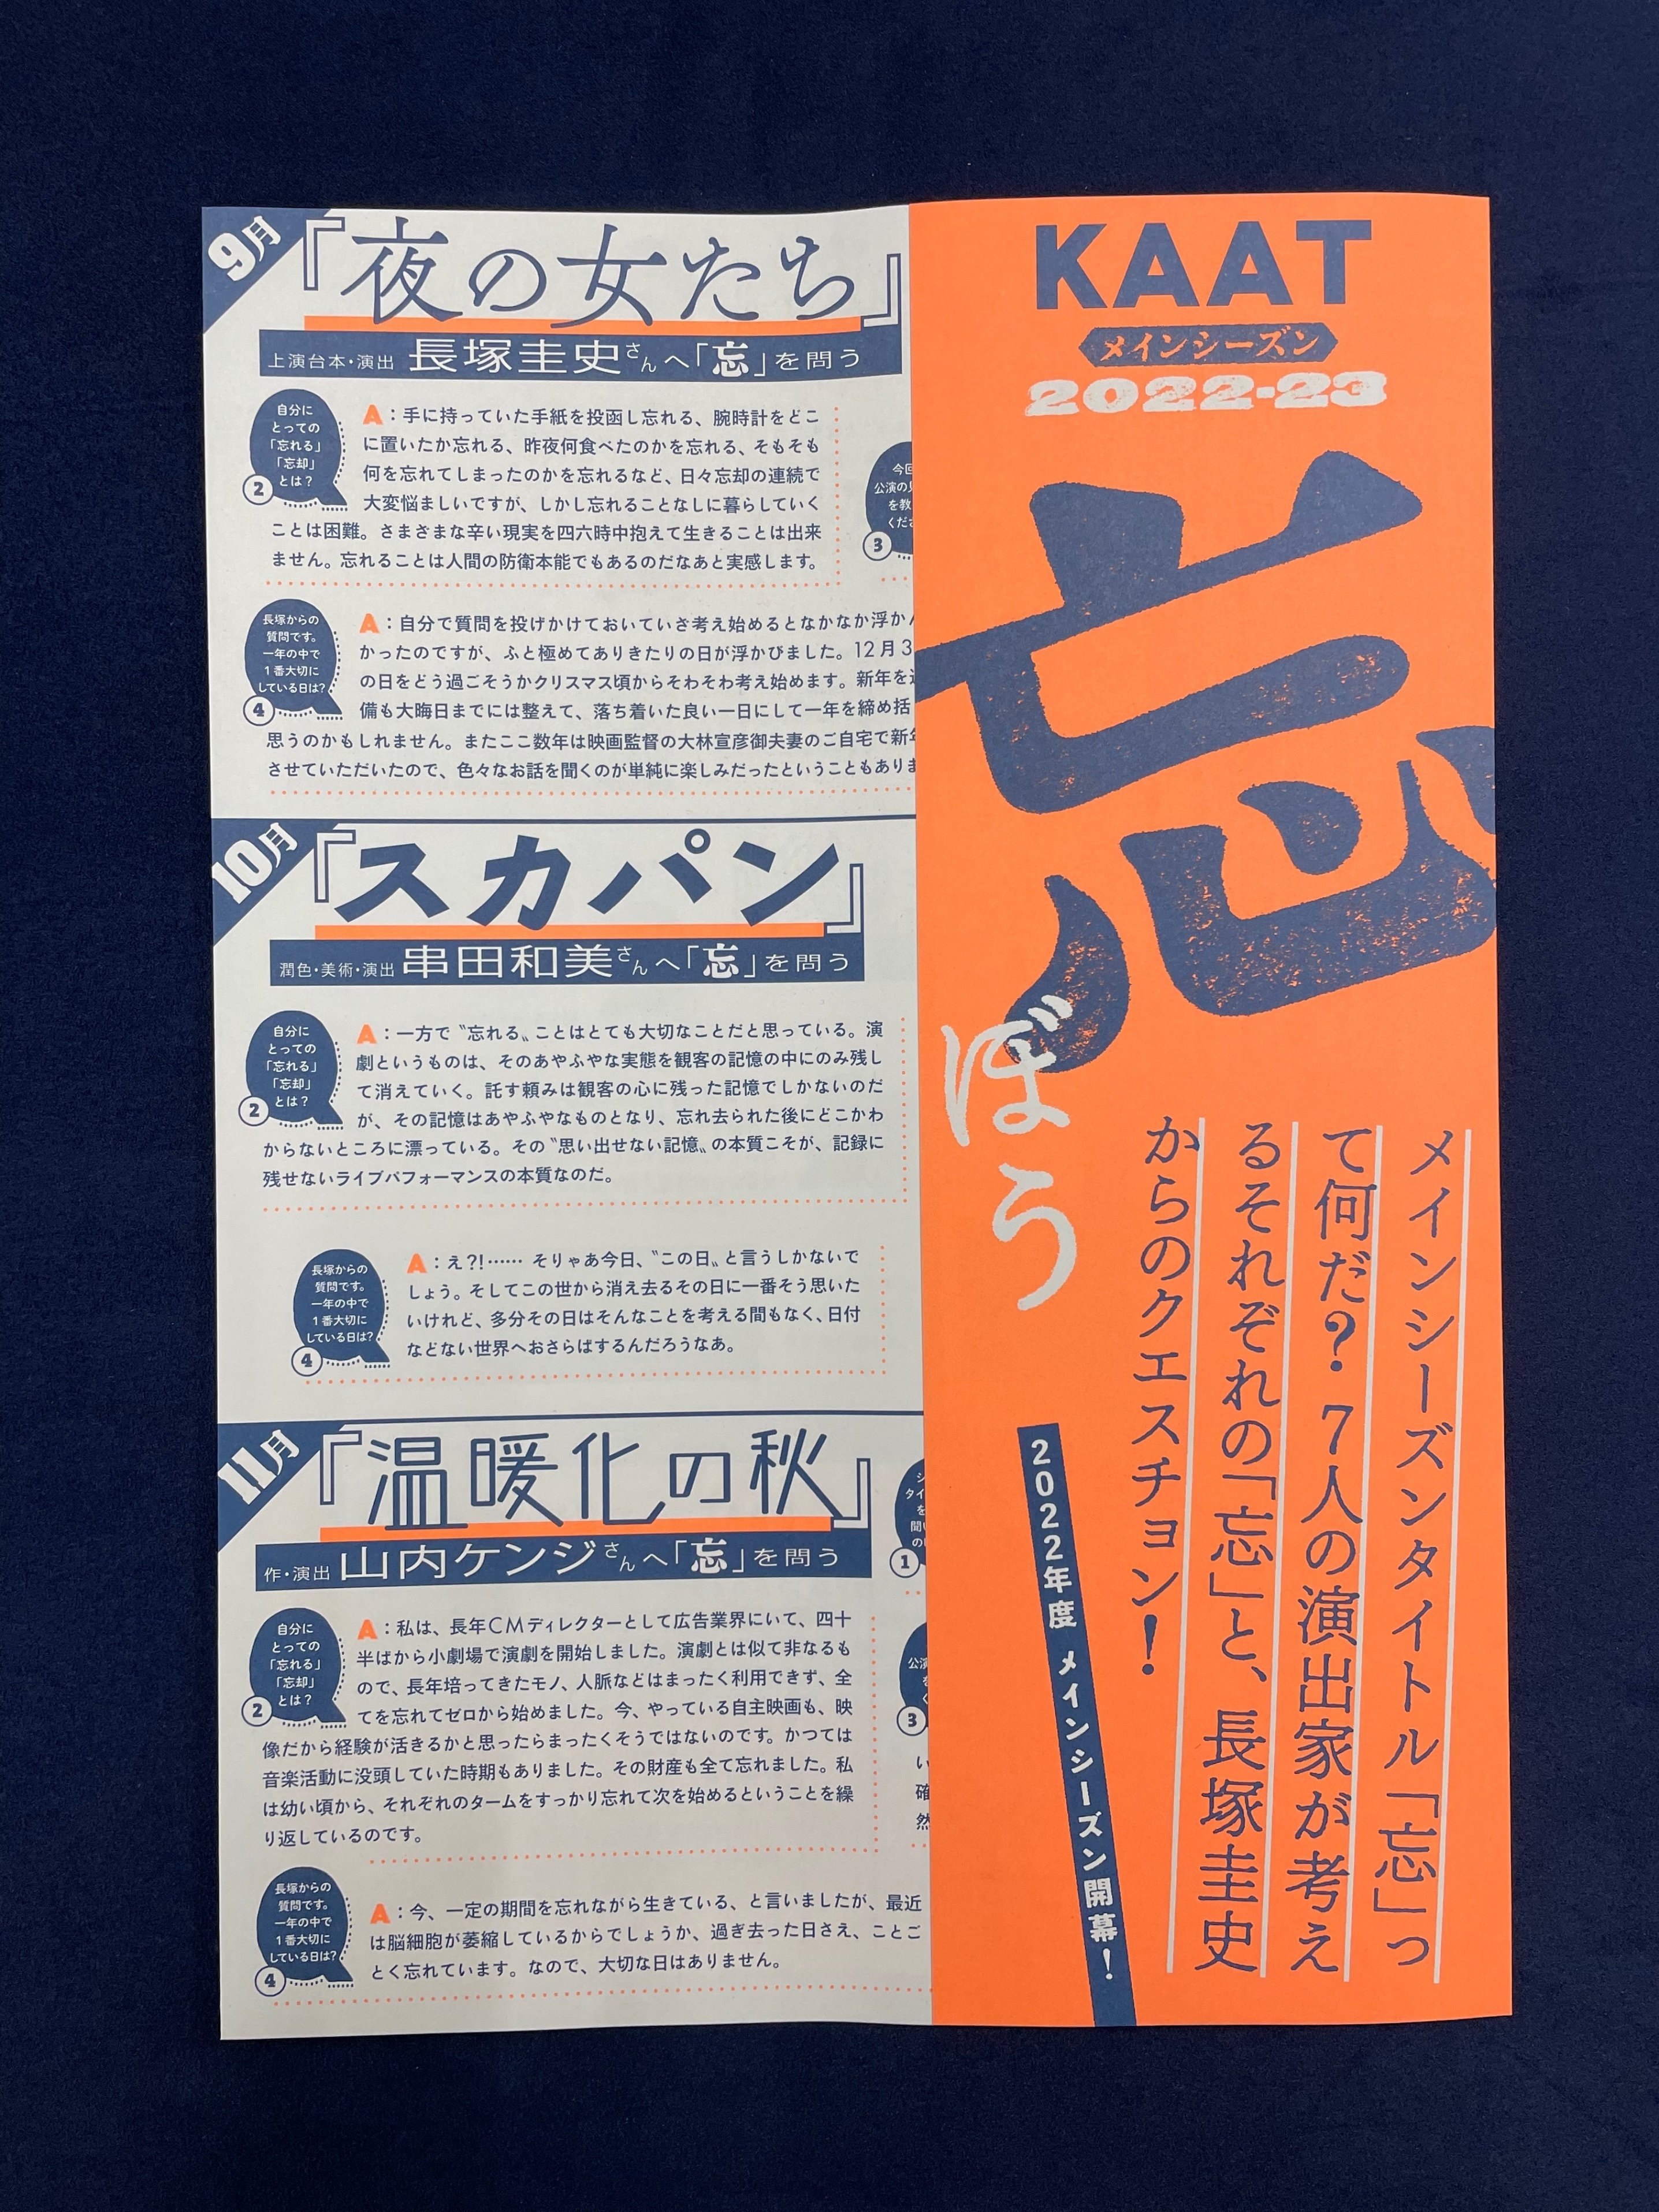 KAAT
メインシーズン
2022-23
忘
ぼう
メインシーズンタイトル「忘」っ
て何だ？7人の演出家が考え
るそれぞれの「忘」と、長塚圭史
からのクエスチョン！
2022年度 メインシーズン開幕！
9月
『夜の女たち』
上演台本・演出 長塚圭史さんへ「忘」を問う
自分に
とっての
「忘れる」
「忘却」
とは？
2
A：手に持っていた手紙を投函し忘れる、腕時計をどこ
に置いたか忘れる、昨夜何食べたのかを忘れる、そもそも
何を忘れてしまったのかを忘れるなど、日々忘却の連続で
大変悩ましいですが、しかし忘れることなしに暮らしていく
ことは困難。さまざまな辛い現実を四六時中抱えて生きることは出来
ません。忘れることは人間の防衛本能でもあるのだなあと実感します。
今回
公演の見
を教
くださ
3
長塚からの
質問です。
一年の中で
1番大切に
している日は？
4
A：自分で質問を投げかけておいていざ考え始めるとなかなか浮かん
かったのですが、ふと極めてありきたりの日が浮かびました。12月3
の日をどう過ごそうかクリスマス頃からそわそわ考え始めます。新年を
備も大晦日までには整えて、落ち着いた良い一日にして一年を締め括
思うのかもしれません。またここ数年は映画監督の大林宣彦御夫妻のご自宅で新年
させていただいたので、色々なお話を聞くのが単純に楽しみだったということもありま
10月
『スカパン』
潤色・美術・演出 串田和美さんへ「忘」を問う
自分に
とっての
「忘れる」
「忘却」
とは？
2
A：一方で〝忘れる〟ことはとても大切なことだと思っている。演
劇というものは、そのあやふやな実態を観客の記憶の中にのみ残し
て消えていく。託す頼みは観客の心に残った記憶でしかないのだ
が、その記憶はあやふやなものとなり、忘れ去られた後にどこかわ
からないところに漂っている。その〝思い出せない記憶〟の本質こそが、記録に
残せないライブパフォーマンスの本質なのだ。
長塚からの
質問です。
一年の中で
1番大切に
している日は？
4
A：え?!…… そりゃあ今日、〝この日〟と言うしかないで
しょう。そしてこの世から消え去るその日に一番そう思いた
いけれど、多分その日はそんなことを考える間もなく、日付
などない世界へおさらばするんだろうなあ。
11月
『温暖化の秋』
作・演出 山内ケンジさんへ「忘」を問う
シ
タイ
を
聞い
の
1
自分に
とっての
「忘れる」
「忘却」
とは？
2
A：私は、長年CMディレクターとして広告業界にいて、四十
半ばから小劇場で演劇を開始しました。演劇とは似て非なるも
ので、長年培ってきたモノ、人脈などはまったく利用できず、全
てを忘れてゼロから始めました。今、やっている自主映画も、映
像だから経験が活きるかと思ったらまったくそうではないのです。かつては
音楽活動に没頭していた時期もありました。その財産も全て忘れました。私
は幼い頃から、それぞれのタームをすっかり忘れて次を始めるということを繰
り返しているのです。
公演
を
く
3
い
確
然
長塚からの
質問です。
一年の中で
1番大切に
している日は？
4
A：今、一定の期間を忘れながら生きている、と言いましたが、最近
は脳細胞が萎縮しているからでしょうか、過ぎ去った日さえ、ことご
とく忘れています。なので、大切な日はありません。